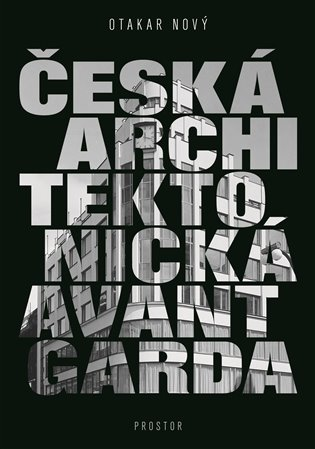 OTAKAR NOVÝ
ČESKÁ
ARCHI
TEKTO
NICKÁ
AVANT
GARDA
PROSTOR